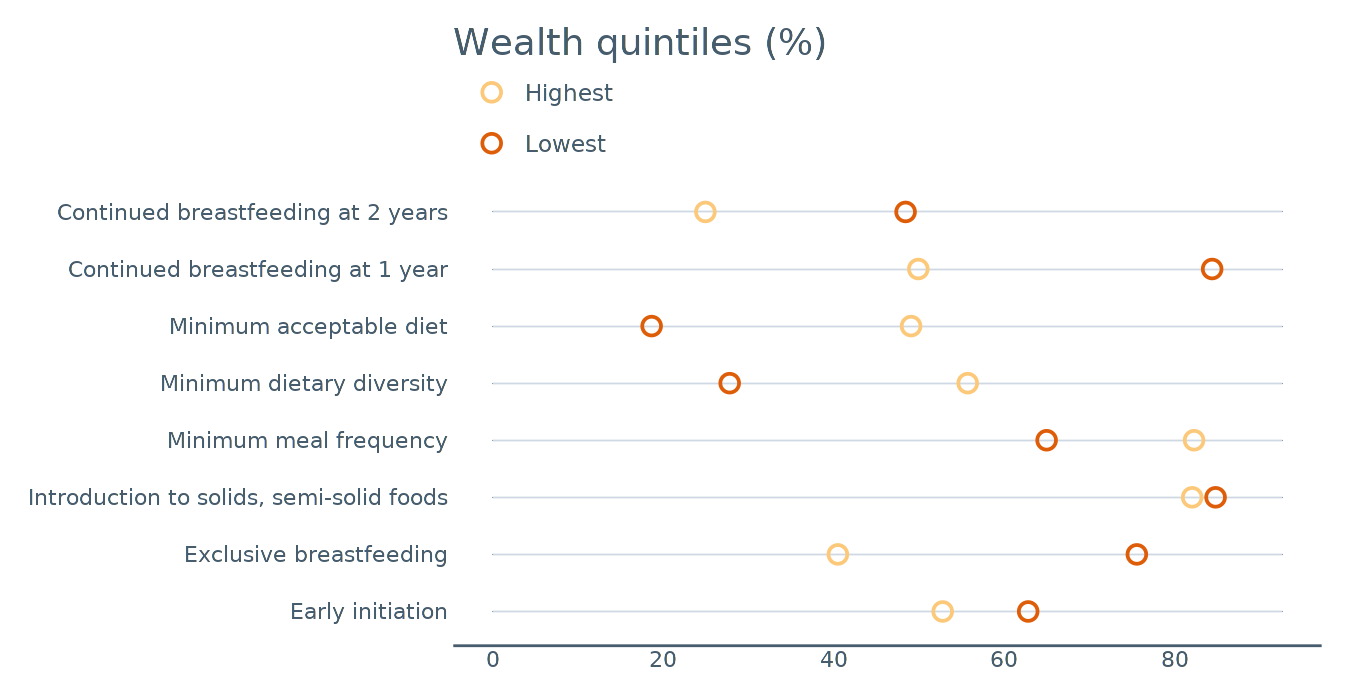 Wealth quintiles (%)
Highest
Lowest
Continued breastfeeding at 2 years
Continued breastfeeding at 1 year
Minimum acceptable diet
Minimum dietary diversity
Minimum meal frequency
Introduction to solids, semi-solid foods
Exclusive breastfeeding
Early initiation
0 20 40 60 80